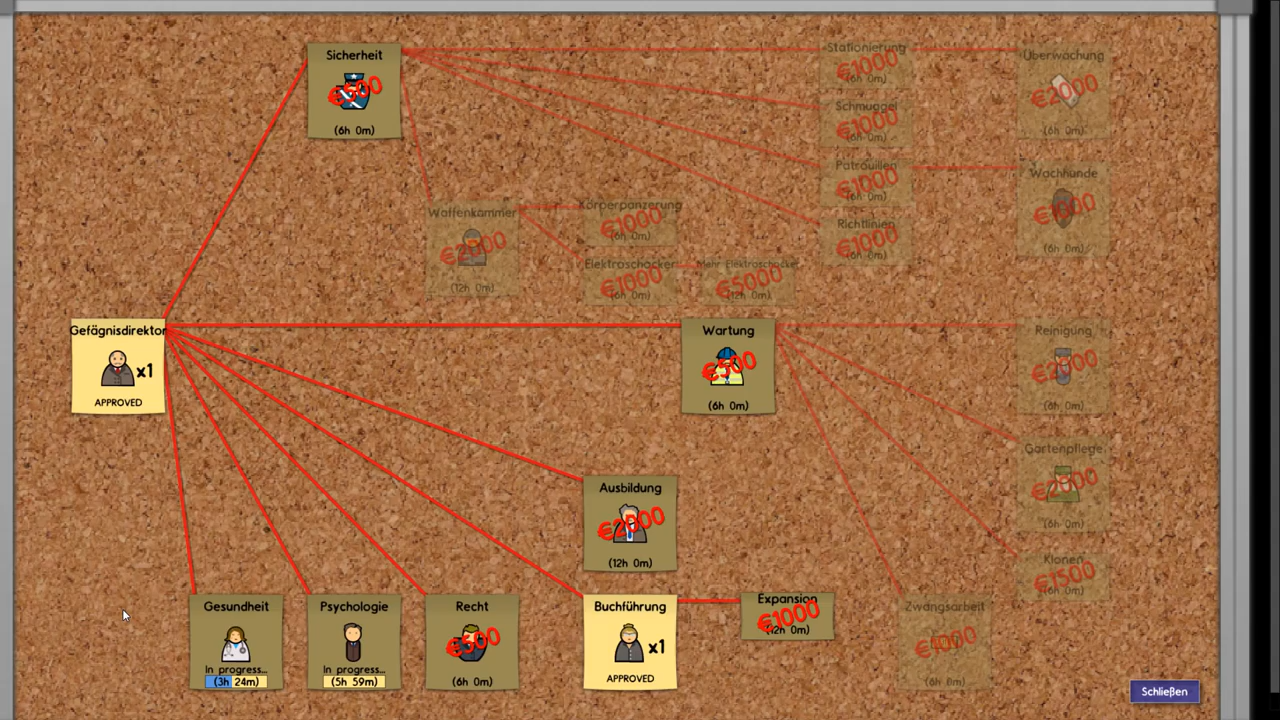 Sicherheit
€500
(6h 0m)
Stationierung
€1000
(6h 0m)
Überwachung
€2000
(6h 0m)
Schmuggel
€1000
(6h 0m)
Patrouillen
€1000
(6h 0m)
Wachhunde
(6h 0m)
Richtlinien
€1000
(6h 0m)
Waffenkammer
€2000
(12h 0m)
Körperpanzerung
€1000
(6h 0m)
Elektroschocker
€1000
(6h 0m)
Mehr Elektroschocker
€5000
(12h 0m)
Gefägnisdirektor
x1
APPROVED
Wartung
€500
(6h 0m)
Reinigung
€2000
(6h 0m)
Gartenpflege
€2000
(6h 0m)
Klonen
€1500
(6h 0m)
Ausbildung
€2000
(12h 0m)
Gesundheit
In progress...
(3h 24m)
Psychologie
In progress...
(5h 59m)
Recht
€500
(6h 0m)
Buchführung
x1
APPROVED
Expansion
€1000
(12h 0m)
Zwangsarbeit
€1000
(6h 0m)
Schließen